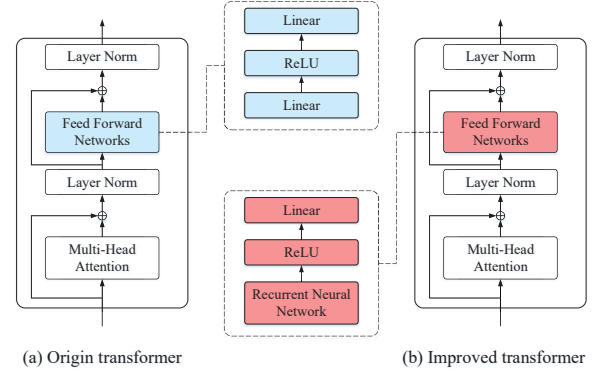 Layer Norm
Feed Forward
Networks
Layer Norm
Multi-Head
Attention
(a) Origin transformer
Linear
ReLU
Linear
Linear
ReLU
Recurrent Neural
Network
Layer Norm
Feed Forward
Networks
Layer Norm
Multi-Head
Attention
(b) Improved transformer